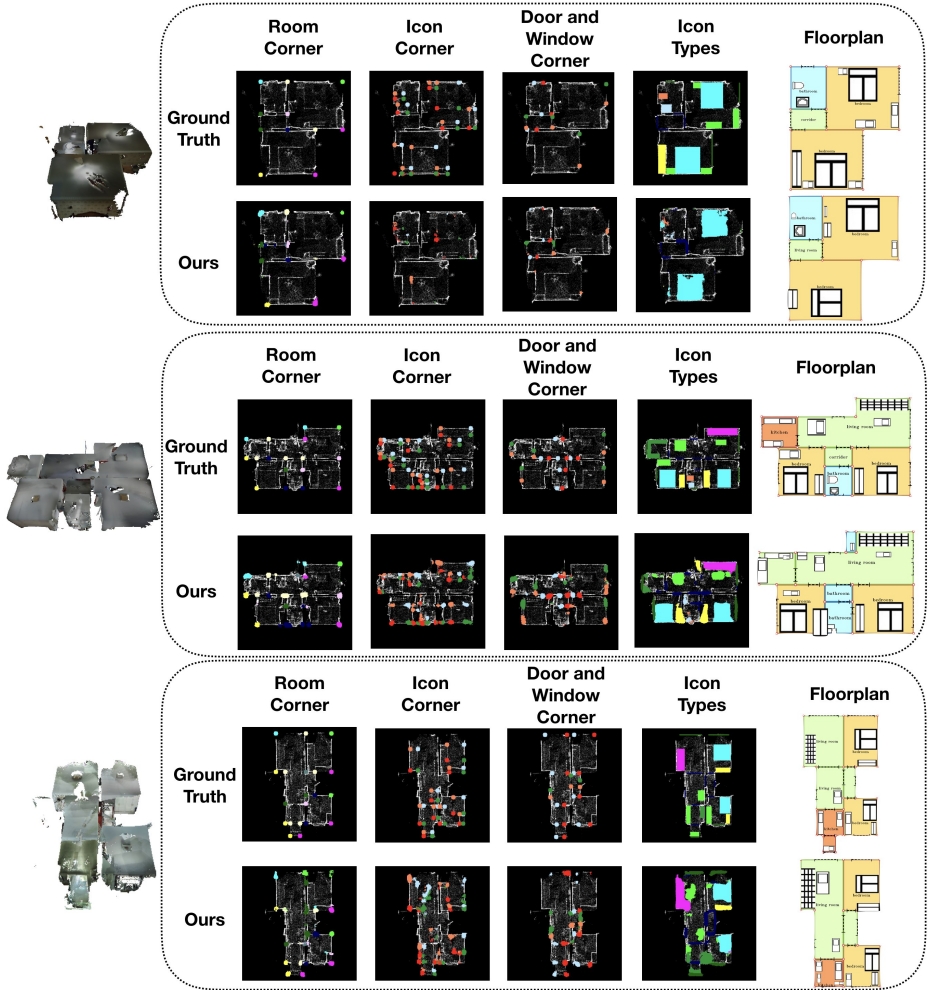 Room
Corner
Icon
Corner
Door and
Window
Corner
Icon
Types
Floorplan
Ground
Truth
bathroom
bedroom
corridor
bedroom
Ours
bathroom
bedroom
living room
bedroom
Room
Corner
Icon
Corner
Door and
Window
Corner
Icon
Types
Floorplan
Ground
Truth
kitchen
living room
corridor
bedroom
bathroom
bedroom
Ours
living room
bedroom
bathroom
bedroom
bathroom
Room
Corner
Icon
Corner
Door and
Window
Corner
Icon
Types
Floorplan
Ground
Truth
living room
bedroom
living room
bedroom
Ours
living room
bedroom
bedroom